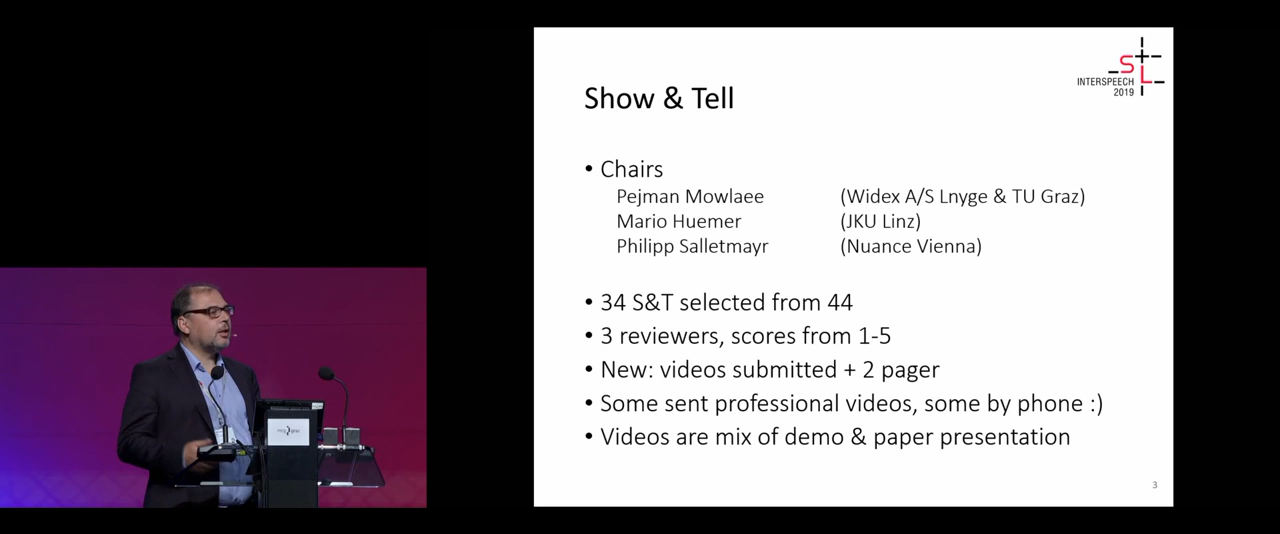 S
L
INTERSPEECH
2019
Show & Tell
• Chairs
Pejman Mowlaee (Widex A/S Lnyge & TU Graz)
Mario Huemer (JKU Linz)
Philipp Salletmayr (Nuance Vienna)
• 34 S&T selected from 44
• 3 reviewers, scores from 1-5
• New: videos submitted + 2 pager
• Some sent professional videos, some by phone :)
• Videos are mix of demo & paper presentation
3